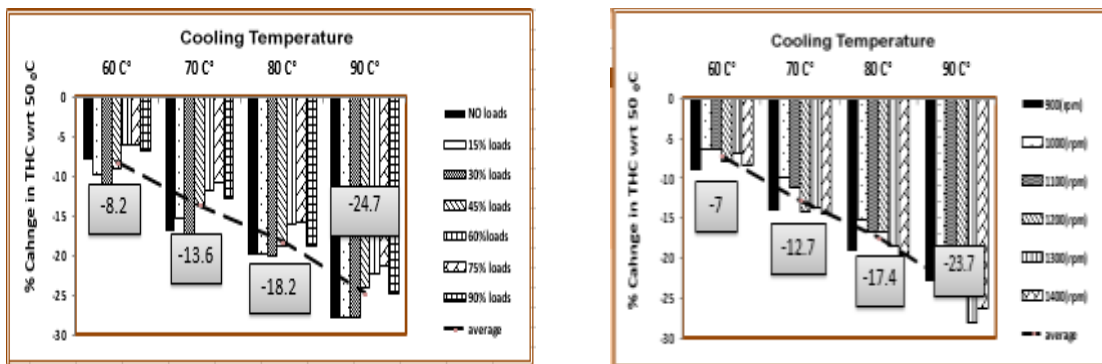 Cooling Temperature
60 C° 70 C° 80 C° 90 C°
% Cahnge in THC wrt 50 ₀C
0
-5
-10
-15
-20
-25
-30
-8.2
-13.6
-18.2
-24.7
NO loads
15% loads
30% loads
45% loads
60%loads
75% loads
90% loads
average
Cooling Temperature
60 C° 70 C° 80 C° 90 C°
% Cahnge in THC wrt 50 ₀C
0
-5
-10
-15
-20
-25
-30
-7
-12.7
-17.4
-23.7
900(rpm)
1000(rpm)
1100(rpm)
1200(rpm)
1300(rpm)
1400(rpm)
average